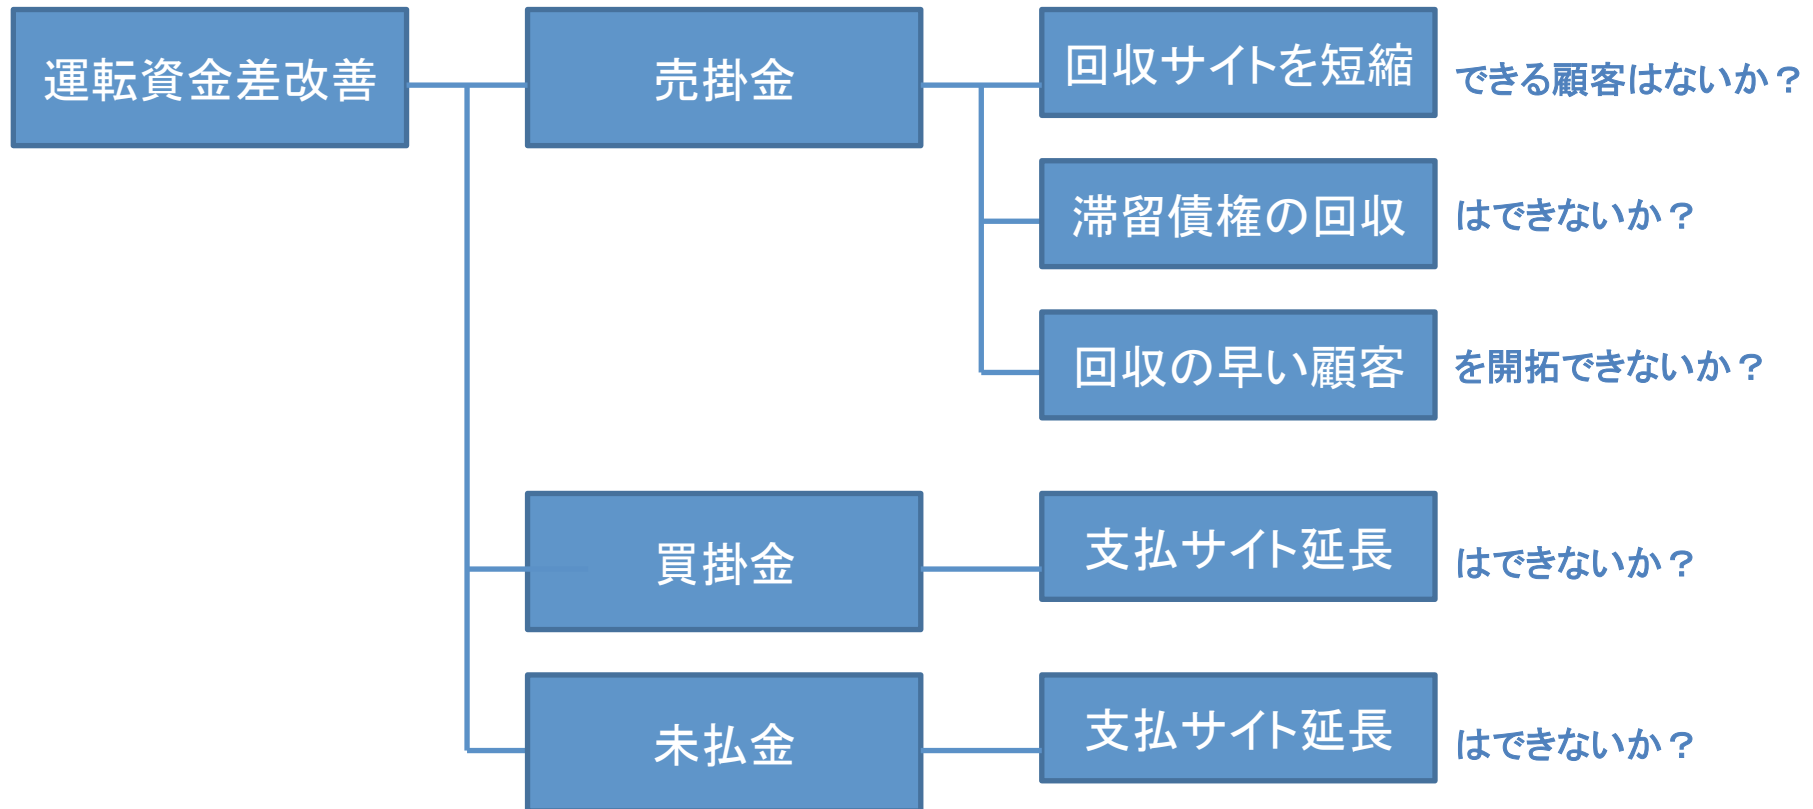 運転資金差改善
売掛金
回収サイトを短縮
できる顧客はないか？
滞留債権の回収
はできないか？
回収の早い顧客
を開拓できないか？
買掛金
支払サイト延長
はできないか？
未払金
支払サイト延長
はできないか？